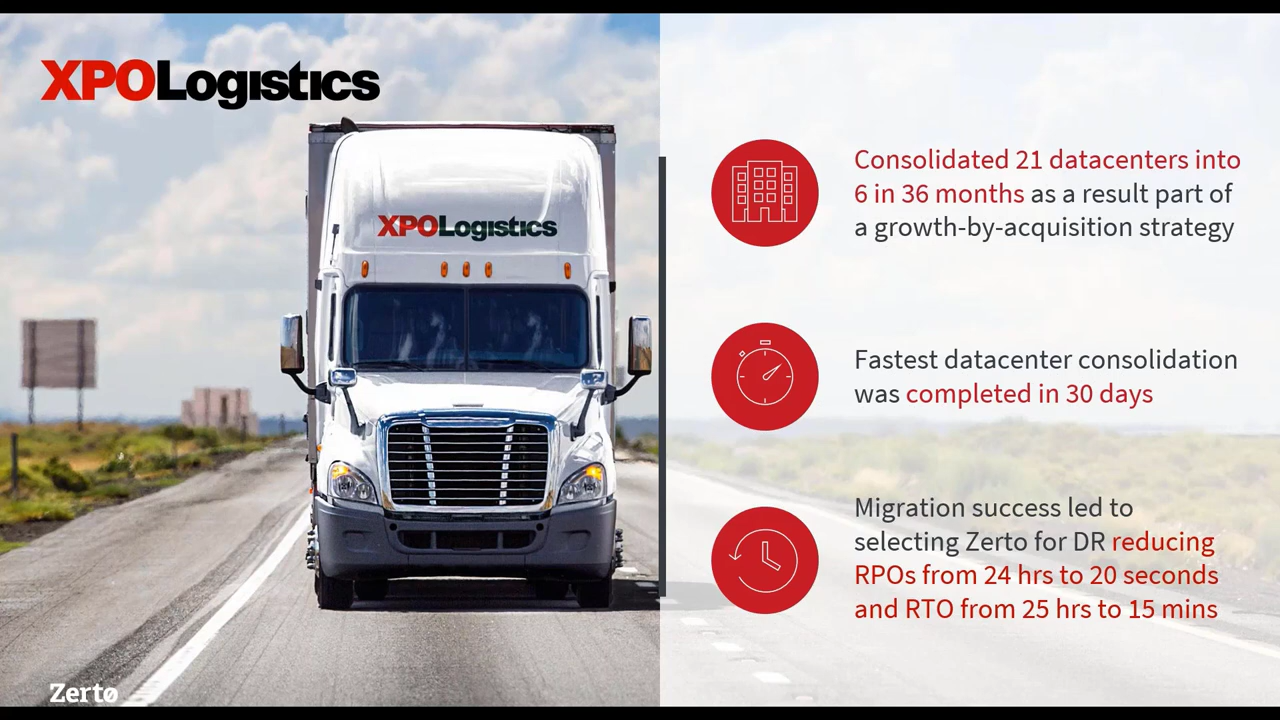 XPOLogistics
XPOLogistics
Consolidated 21 datacenters into
6 in 36 months as a result part of
a growth-by-acquisition strategy
Fastest datacenter consolidation
was completed in 30 days
Migration success led to
selecting Zerto for DR reducing
RPOs from 24 hrs to 20 seconds
and RTO from 25 hrs to 15 mins
Zerto